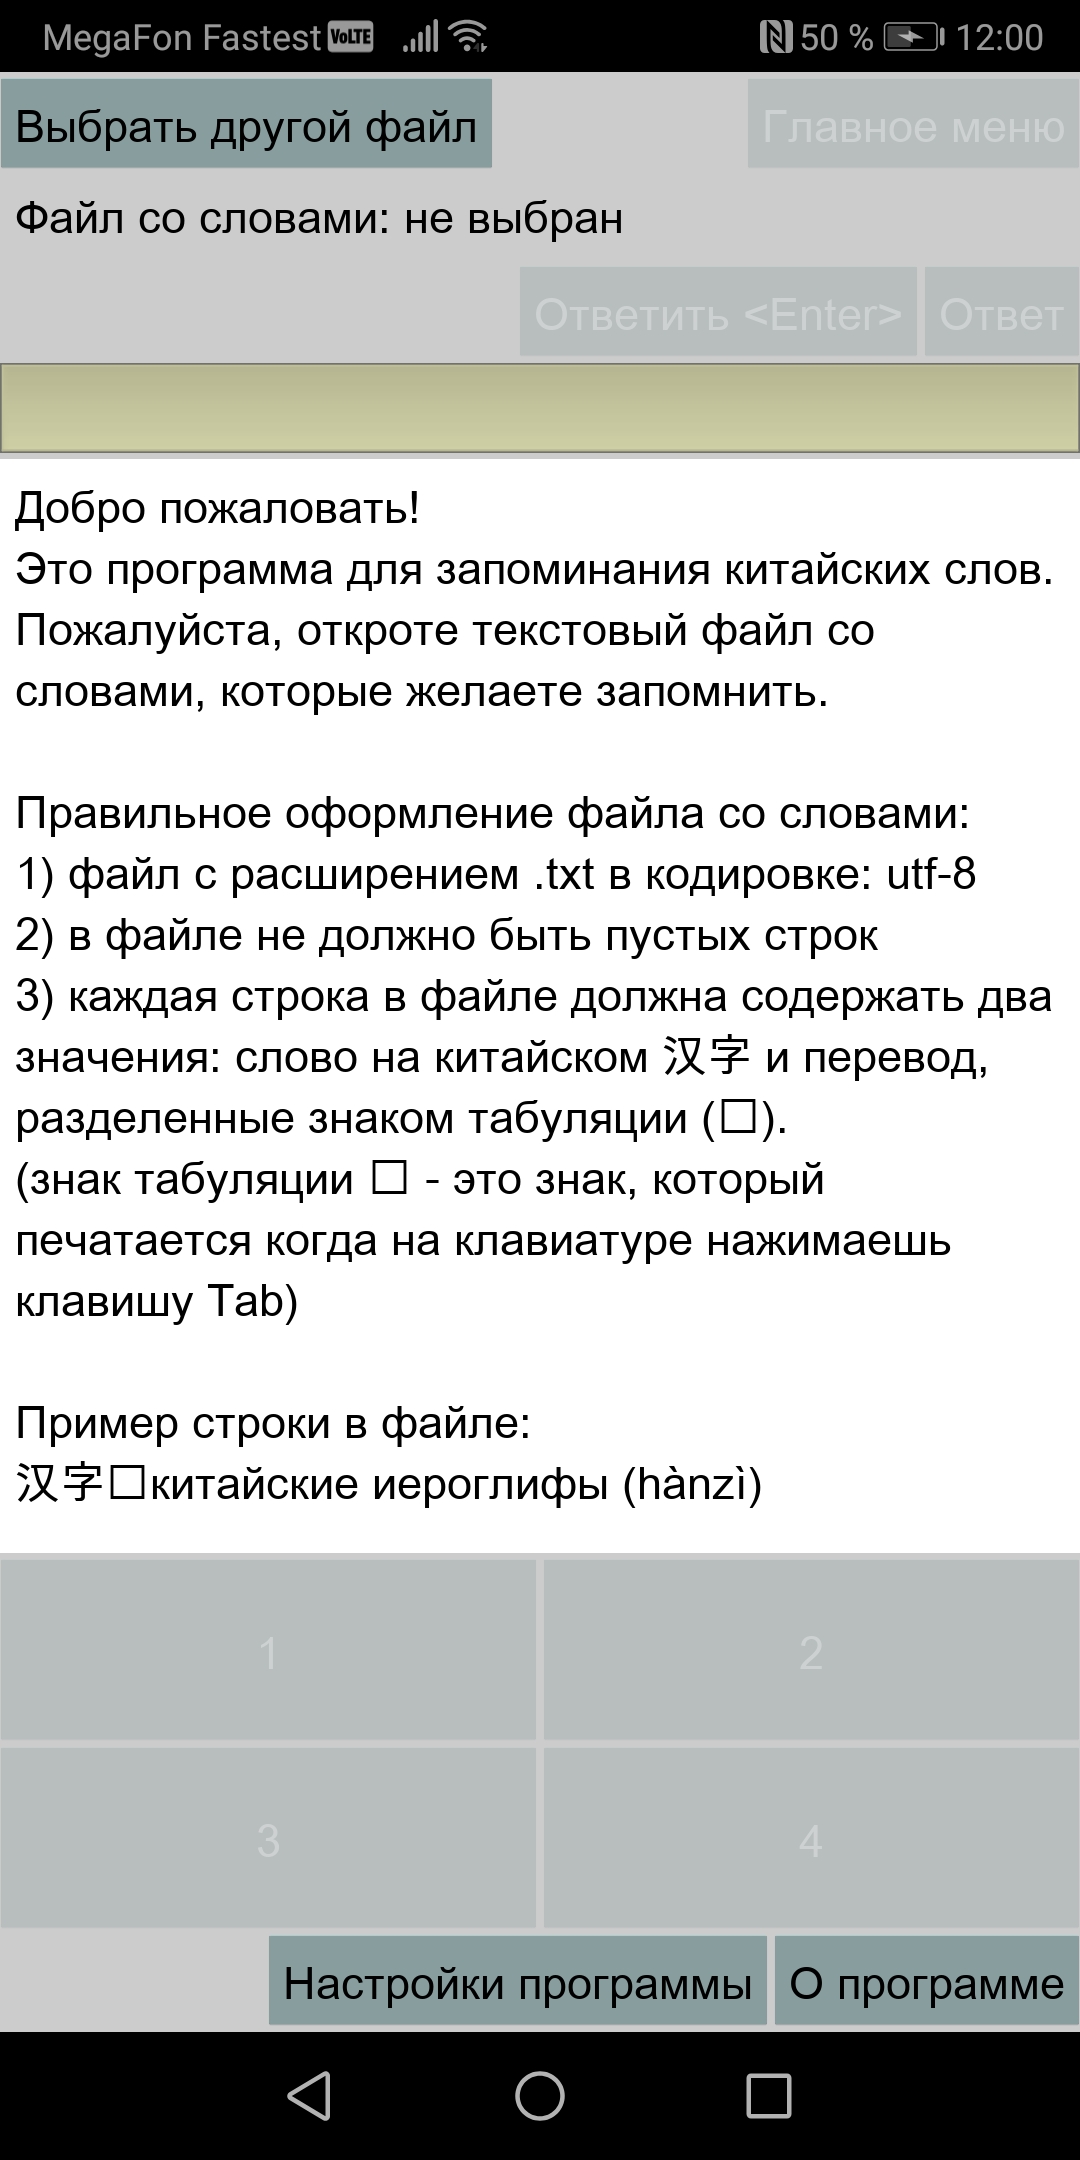 MegaFon Fastest VoLTE 50 % 12:00
Выбрать другой файл Главное меню
Файл со словами: не выбран
Ответить <Enter> Ответ
Добро пожаловать!
Это программа для запоминания китайских слов.
Пожалуйста, откроте текстовый файл со
словами, которые желаете запомнить.
Правильное оформление файла со словами:
1) файл с расширением .txt в кодировке: utf-8
2) в файле не должно быть пустых строк
3) каждая строка в файле должна содержать два
значения: слово на китайском 汉字 и перевод,
разделенные знаком табуляции (□).
(знак табуляции □ - это знак, который
печатается когда на клавиатуре нажимаешь
клавишу Tab)
Пример строки в файле:
汉字□китайские иероглифы (hànzì)
1 2
3 4
Настройки программы О программе